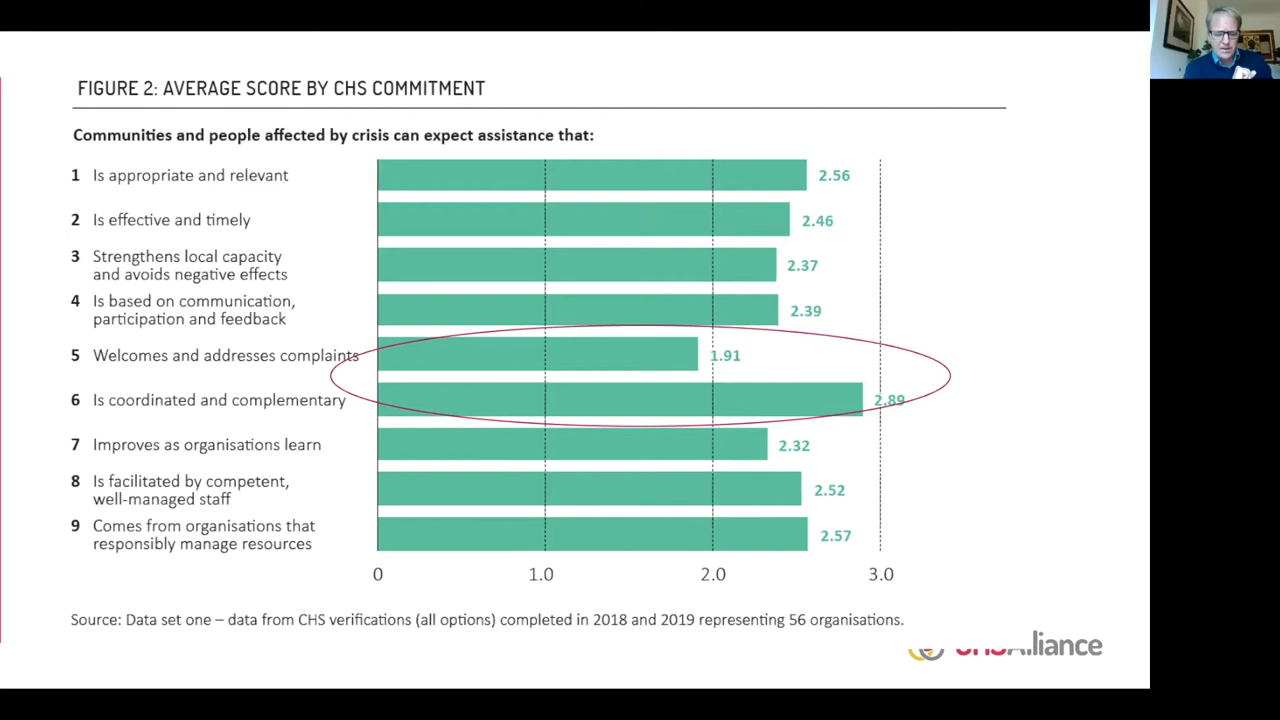 FIGURE 2: AVERAGE SCORE BY CHS COMMITMENT
Communities and people affected by crisis can expect assistance that:
1 Is appropriate and relevant 2.56
2 Is effective and timely 2.46
3 Strengthens local capacity
and avoids negative effects 2.37
4 Is based on communication,
participation and feedback 2.39
5 Welcomes and addresses complaints 1.91
6 Is coordinated and complementary 2.89
7 Improves as organisations learn 2.32
8 Is facilitated by competent,
well-managed staff 2.52
9 Comes from organisations that
responsibly manage resources 2.57
0 1.0 2.0 3.0
Source: Data set one – data from CHS verifications (all options) completed in 2018 and 2019 representing 56 organisations.
CHSAlliance